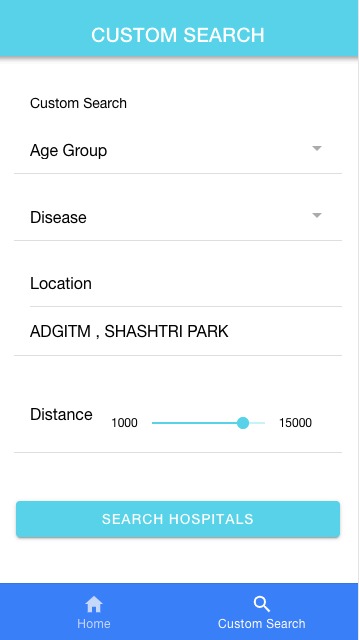 CUSTOM SEARCH
Custom Search
Age Group
Disease
Location
ADGITM , SHASHTRI PARK
Distance 1000 15000
SEARCH HOSPITALS
Home Custom Search